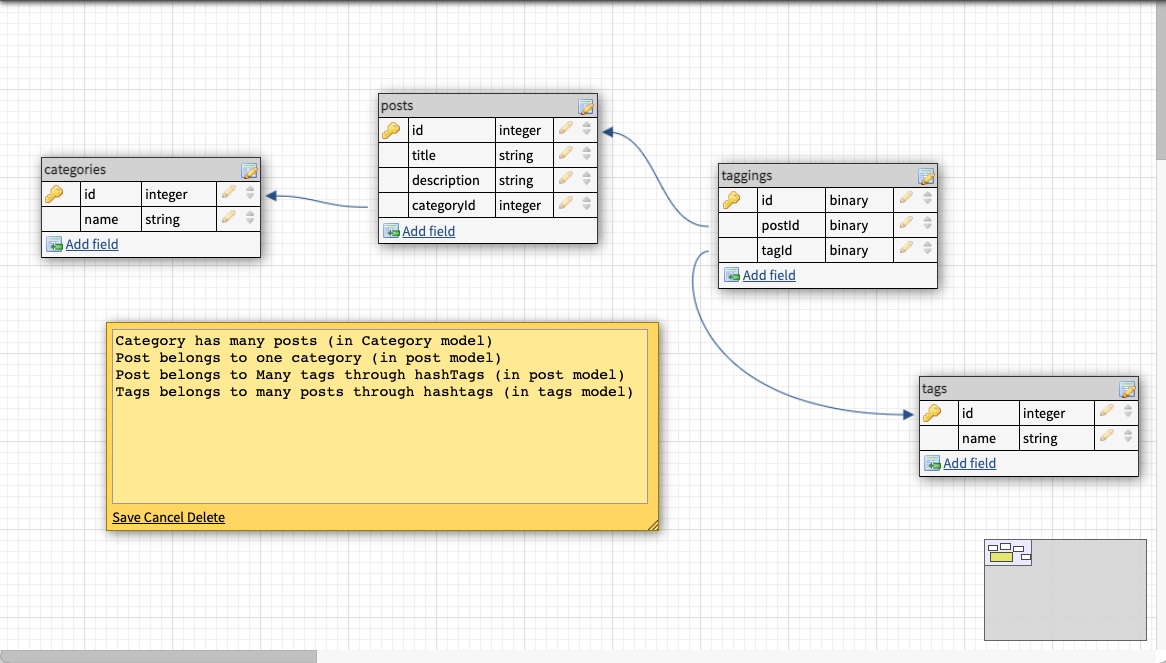 posts
id integer
title string
description string
categoryId integer
Add field
categories
id integer
name string
Add field
taggings
id binary
postId binary
tagId binary
Add field
Category has many posts (in Category model)
Post belongs to one category (in post model)
Post belongs to Many tags through hashTags (in post model)
Tags belongs to many posts through hashtags (in tags model)
Save Cancel Delete
tags
id integer
name string
Add field